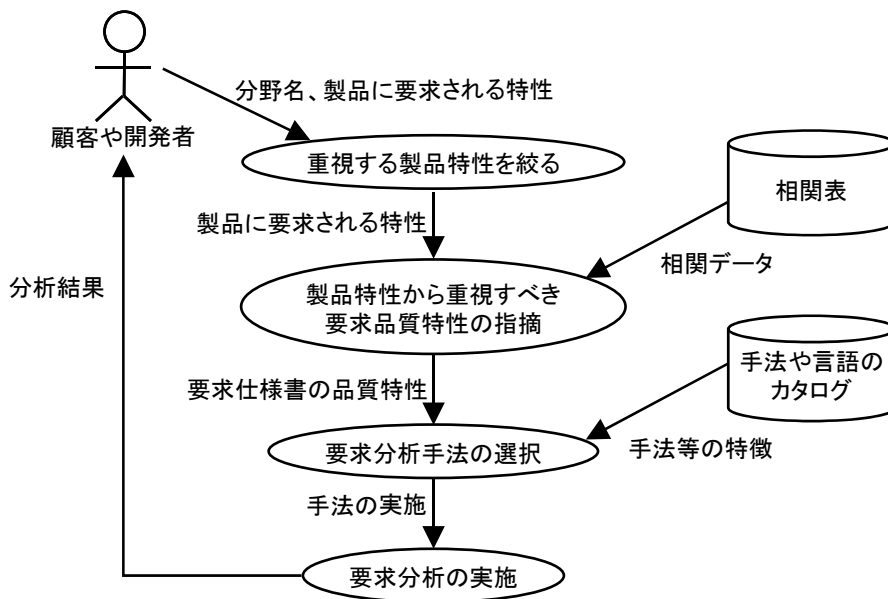 分野名、製品に要求される特性
顧客や開発者
重視する製品特性を絞る
相関表
製品に要求される特性
相関データ
分析結果
製品特性から重視すべき
要求品質特性の指摘
手法や言語の
カタログ
要求仕様書の品質特性
要求分析手法の選択
手法等の特徴
手法の実施
要求分析の実施